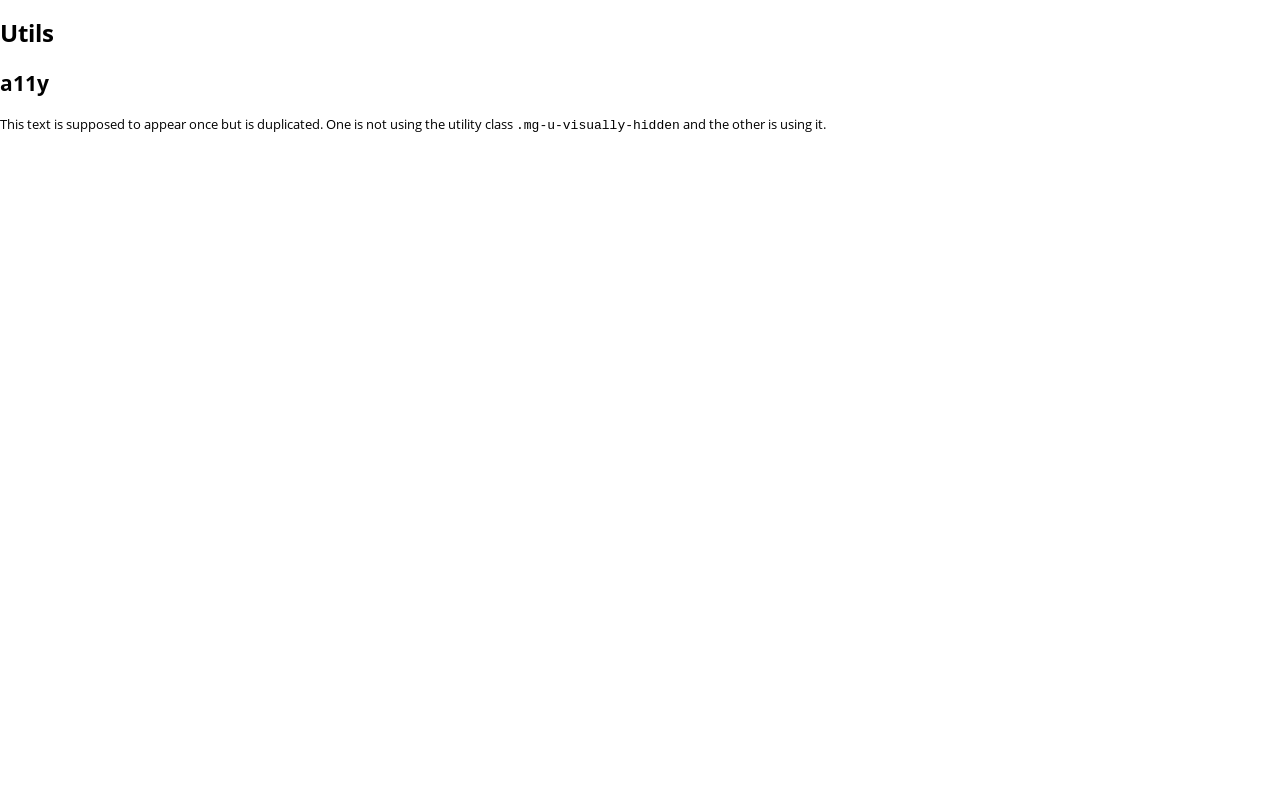 Utils
a11y
This text is supposed to appear once but is duplicated. One is not using the utility class .mg-u-visually-hidden and the other is using it.